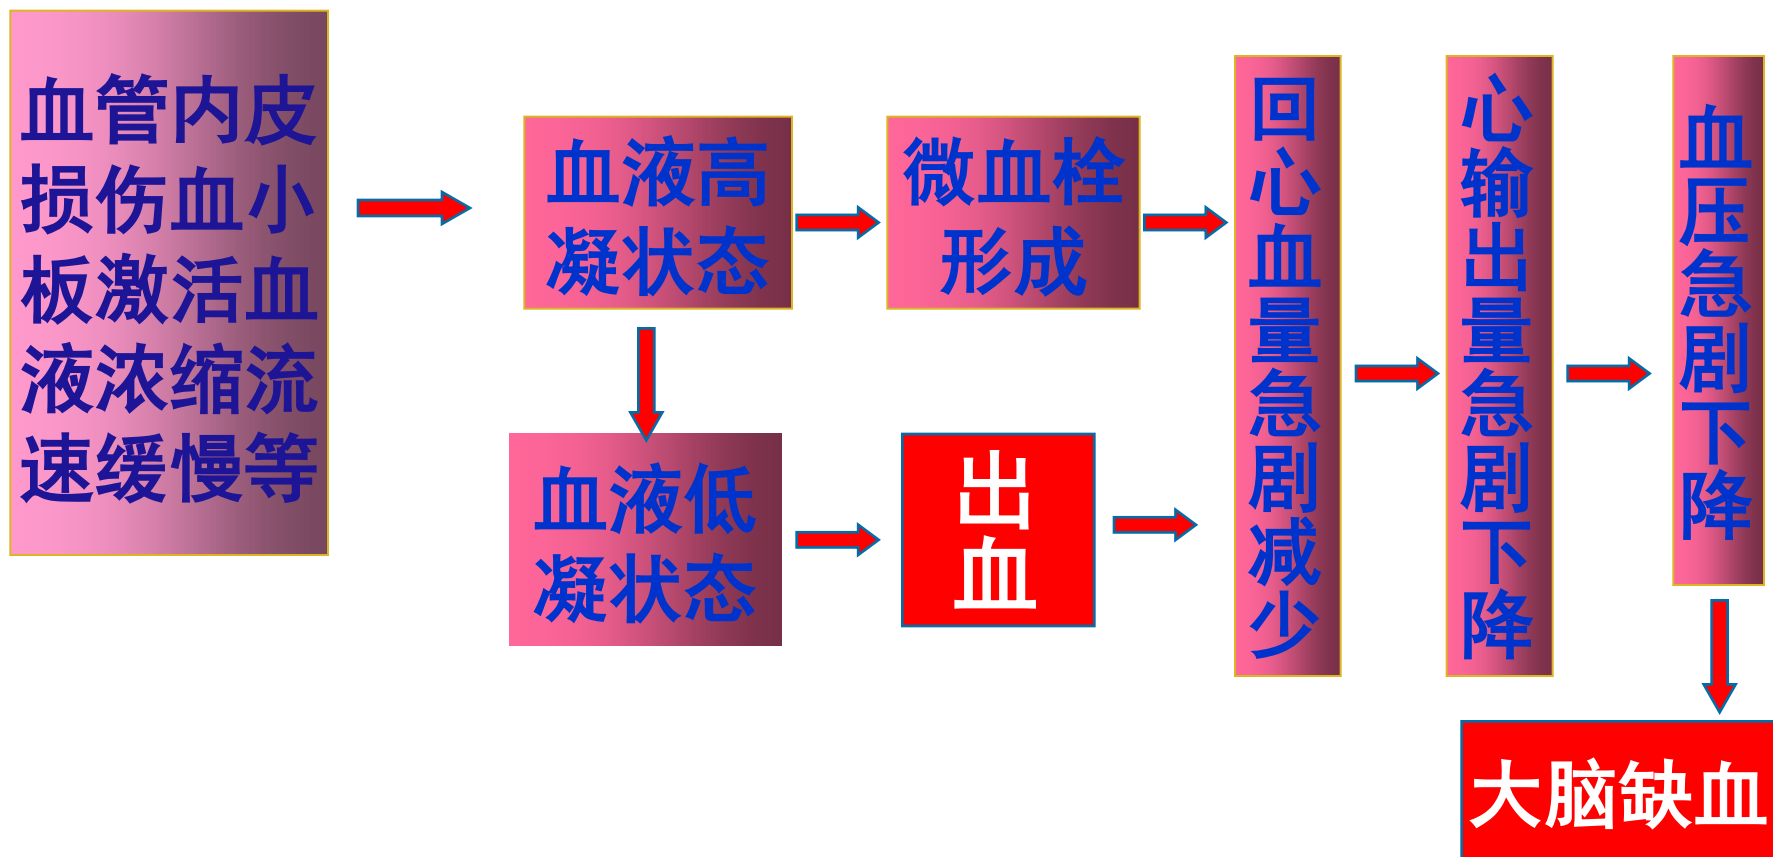 血管内皮
损伤血小
板激活血
液浓缩流
速缓慢等
血液高
凝状态
微血栓
形成
血液低
凝状态
出
血
回心血量急剧减少
心输出量急剧下降
血压急剧下降
大脑缺血